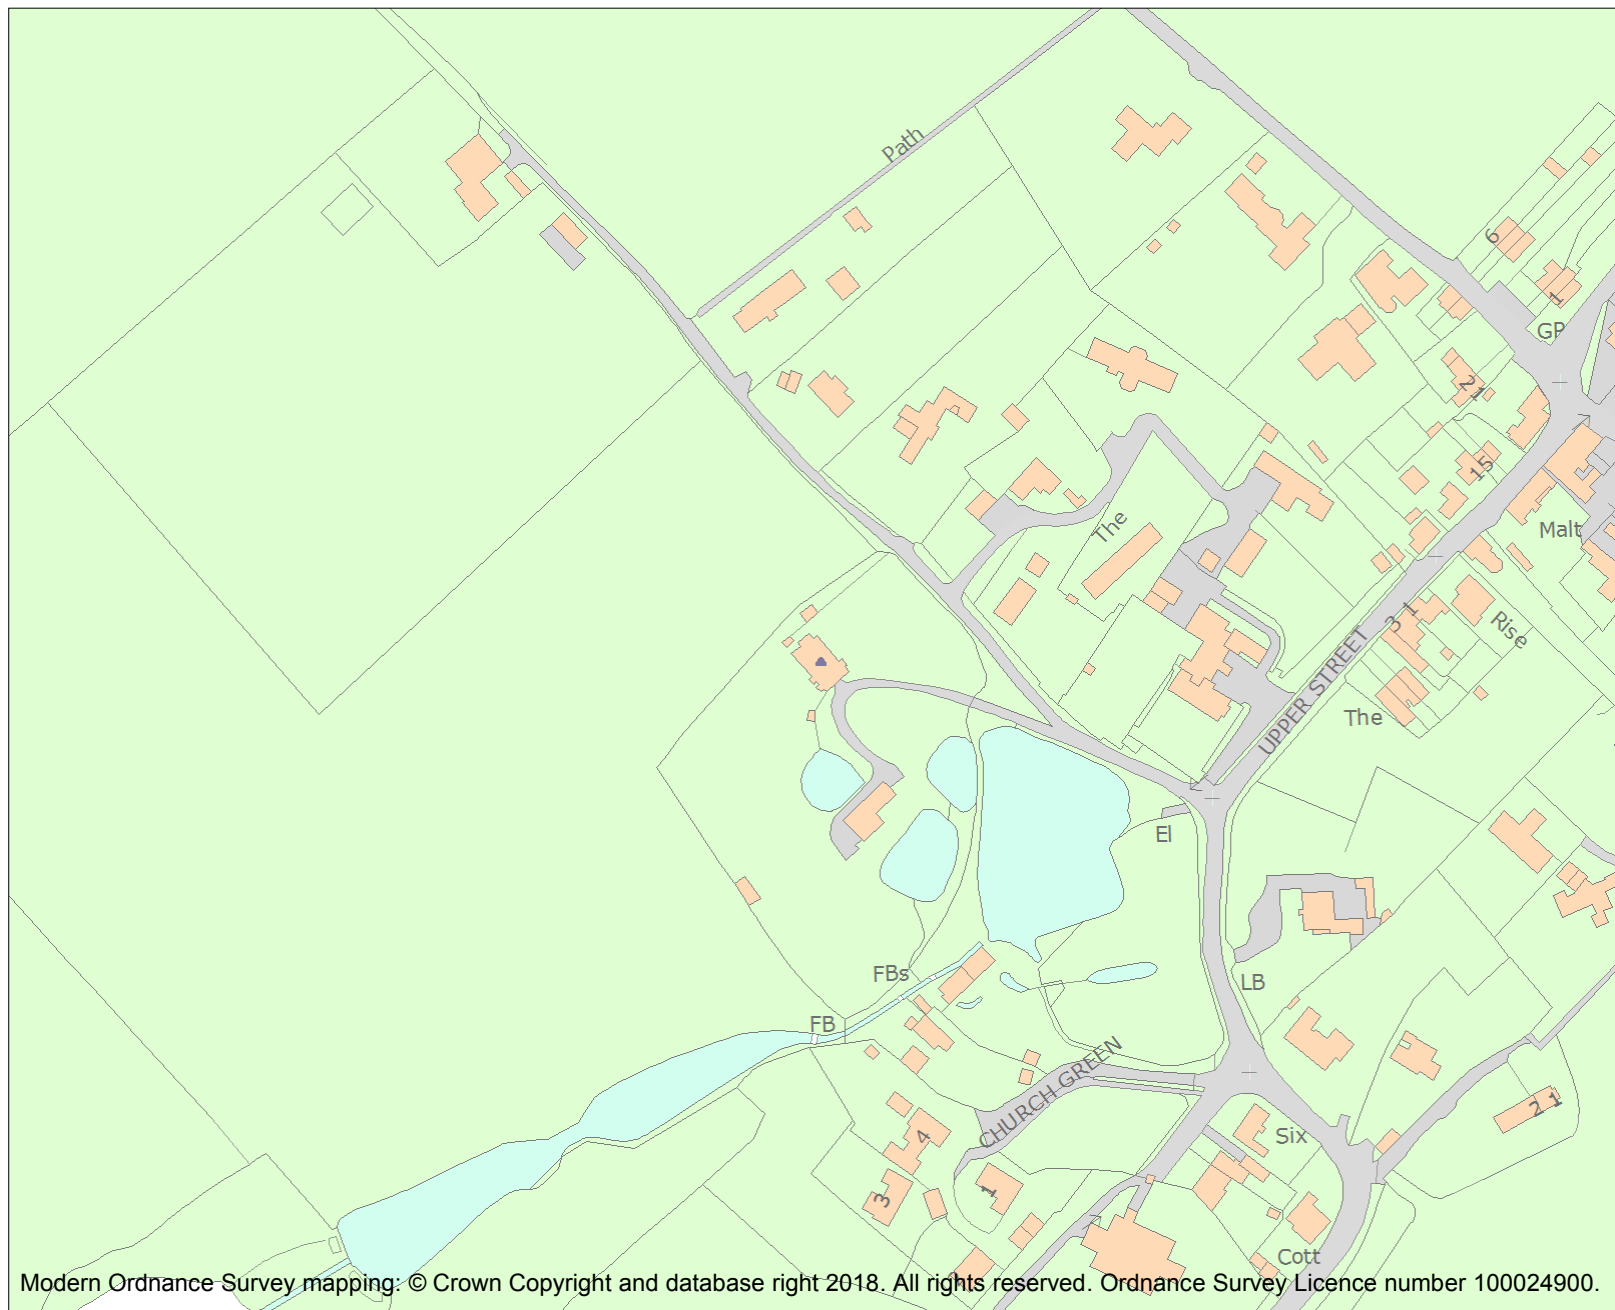 Path
6
1
GP
21
15
The
Malt
3 1
Rise
UPPER STREET
The
El
FBs
LB
FB
CHURCH GREEN
2 1
4
Six
3
1
Cott
Modern Ordnance Survey mapping: © Crown Copyright and database right 2018. All rights reserved. Ordnance Survey Licence number 100024900.